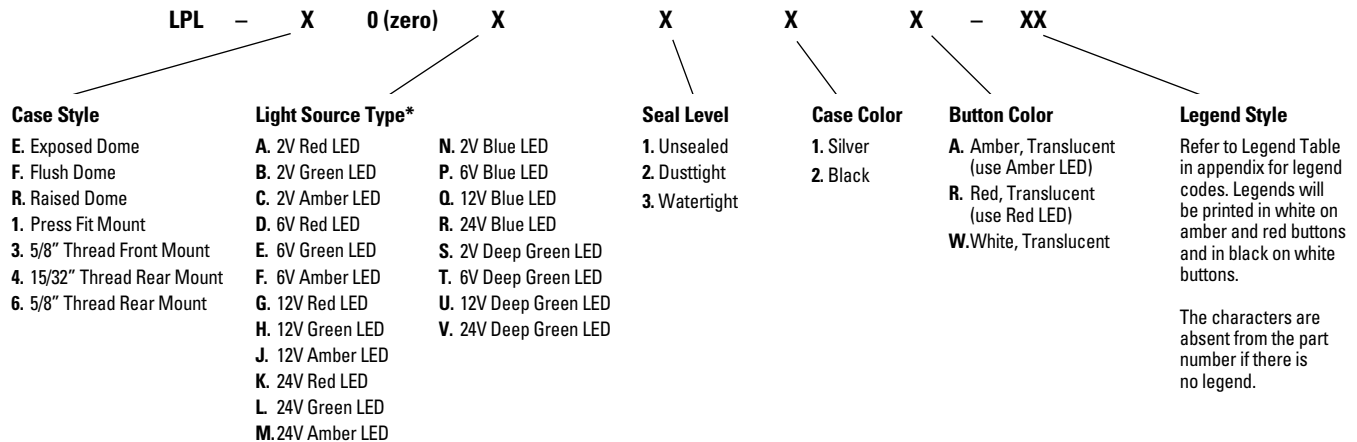 LPL – X 0 (zero) X X X X – XX
Case Style
E. Exposed Dome
F. Flush Dome
R. Raised Dome
1. Press Fit Mount
3. 5/8" Thread Front Mount
4. 15/32" Thread Rear Mount
6. 5/8" Thread Rear Mount
Light Source Type*
A. 2V Red LED
B. 2V Green LED
C. 2V Amber LED
D. 6V Red LED
E. 6V Green LED
F. 6V Amber LED
G. 12V Red LED
H. 12V Green LED
J. 12V Amber LED
K. 24V Red LED
L. 24V Green LED
M. 24V Amber LED
N. 2V Blue LED
P. 6V Blue LED
Q. 12V Blue LED
R. 24V Blue LED
S. 2V Deep Green LED
T. 6V Deep Green LED
U. 12V Deep Green LED
V. 24V Deep Green LED
Seal Level
1. Unsealed
2. Dusttight
3. Watertight
Case Color
1. Silver
2. Black
Button Color
A. Amber, Translucent
(use Amber LED)
R. Red, Translucent
(use Red LED)
W. White, Translucent
Legend Style
Refer to Legend Table
in appendix for legend
codes. Legends will
be printed in white on
amber and red buttons
and in black on white
buttons.
The characters are
absent from the part
number if there is
no legend.